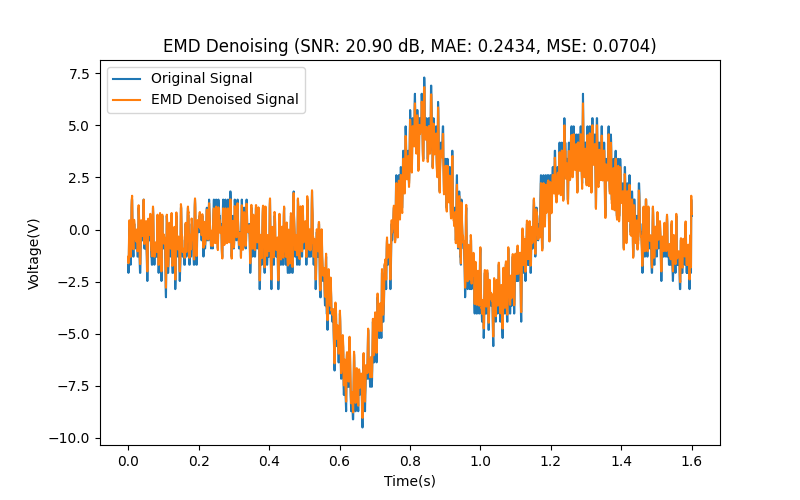 EMD Denoising (SNR: 20.90 dB, MAE: 0.2434, MSE: 0.0704)
Original Signal
EMD Denoised Signal
7.5
5.0
2.5
0.0
−2.5
−5.0
−7.5
−10.0
Voltage(V)
0.0 0.2 0.4 0.6 0.8 1.0 1.2 1.4 1.6
Time(s)